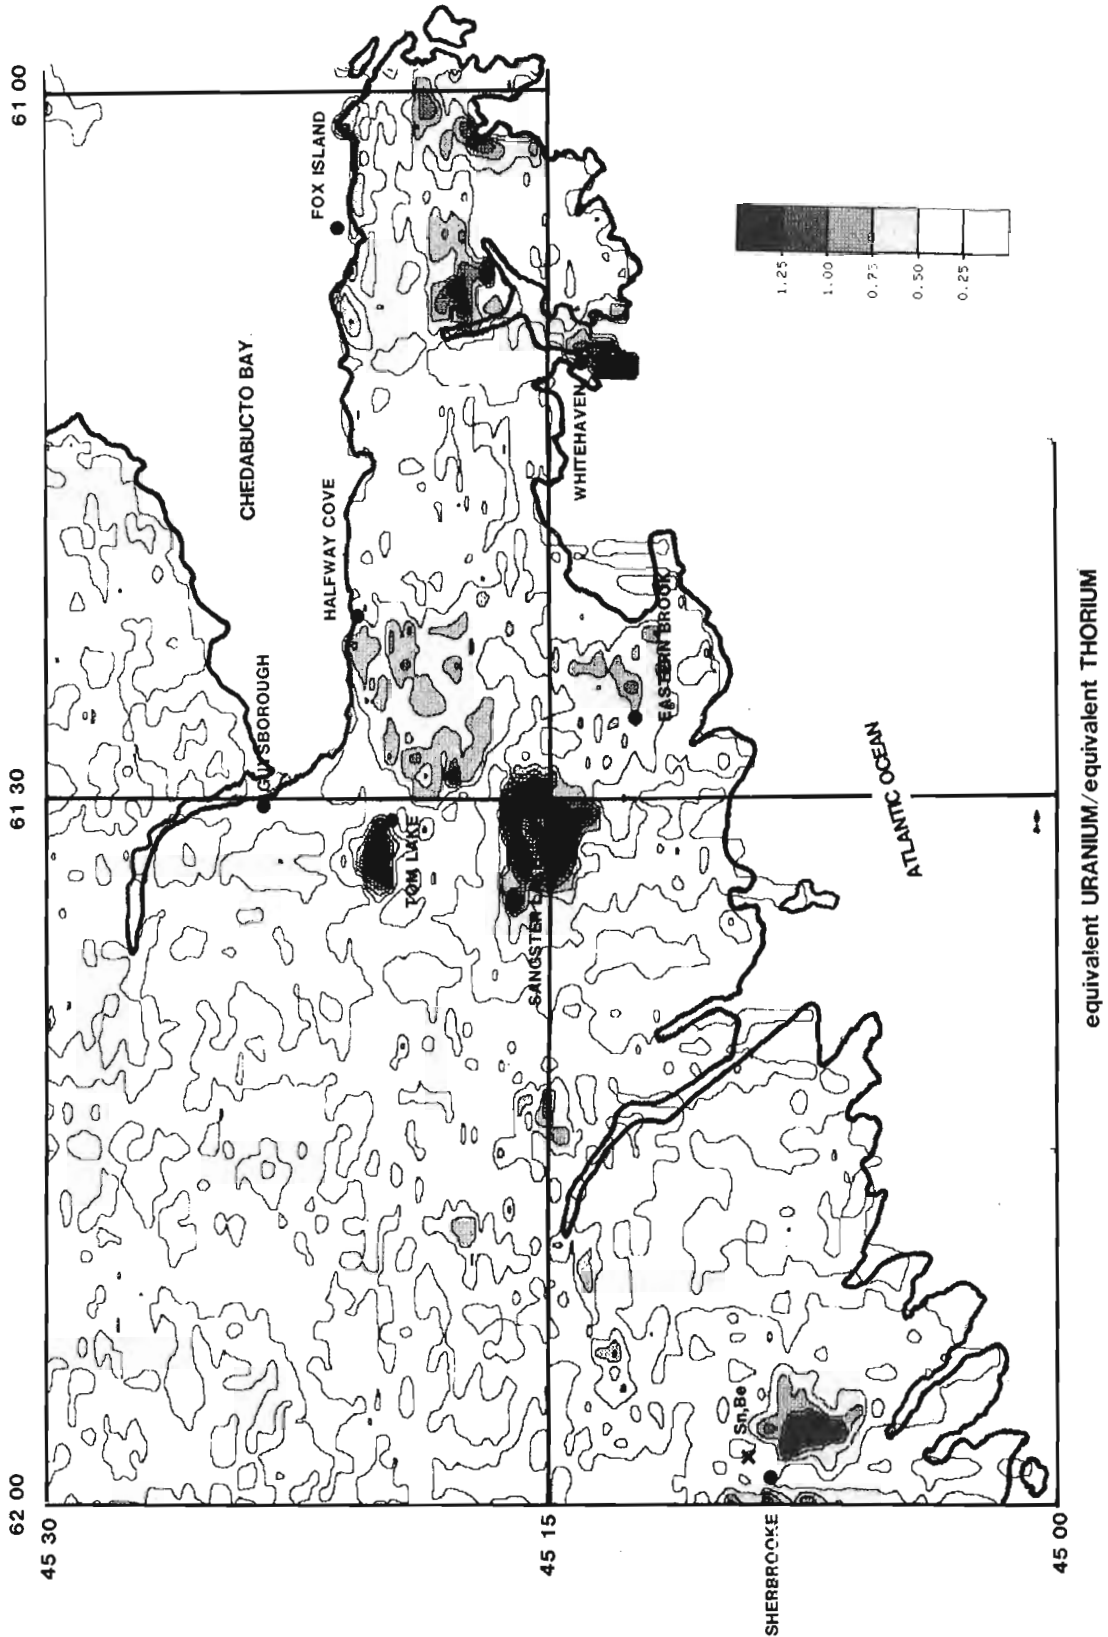 61 00
61 30
62 00
45 30
45 15
45 00
FOX ISLAND
CHEDABUCTO BAY
HALFWAY COVE
GUYSBOROUGH
WHITEHAVEN
EASTERN BROOK
TOM LAKE
SANGSTER
ATLANTIC OCEAN
Sn,Be
SHERBROOKE
1.25
1.00
0.75
0.50
0.25
equivalent URANIUM/equivalent THORIUM